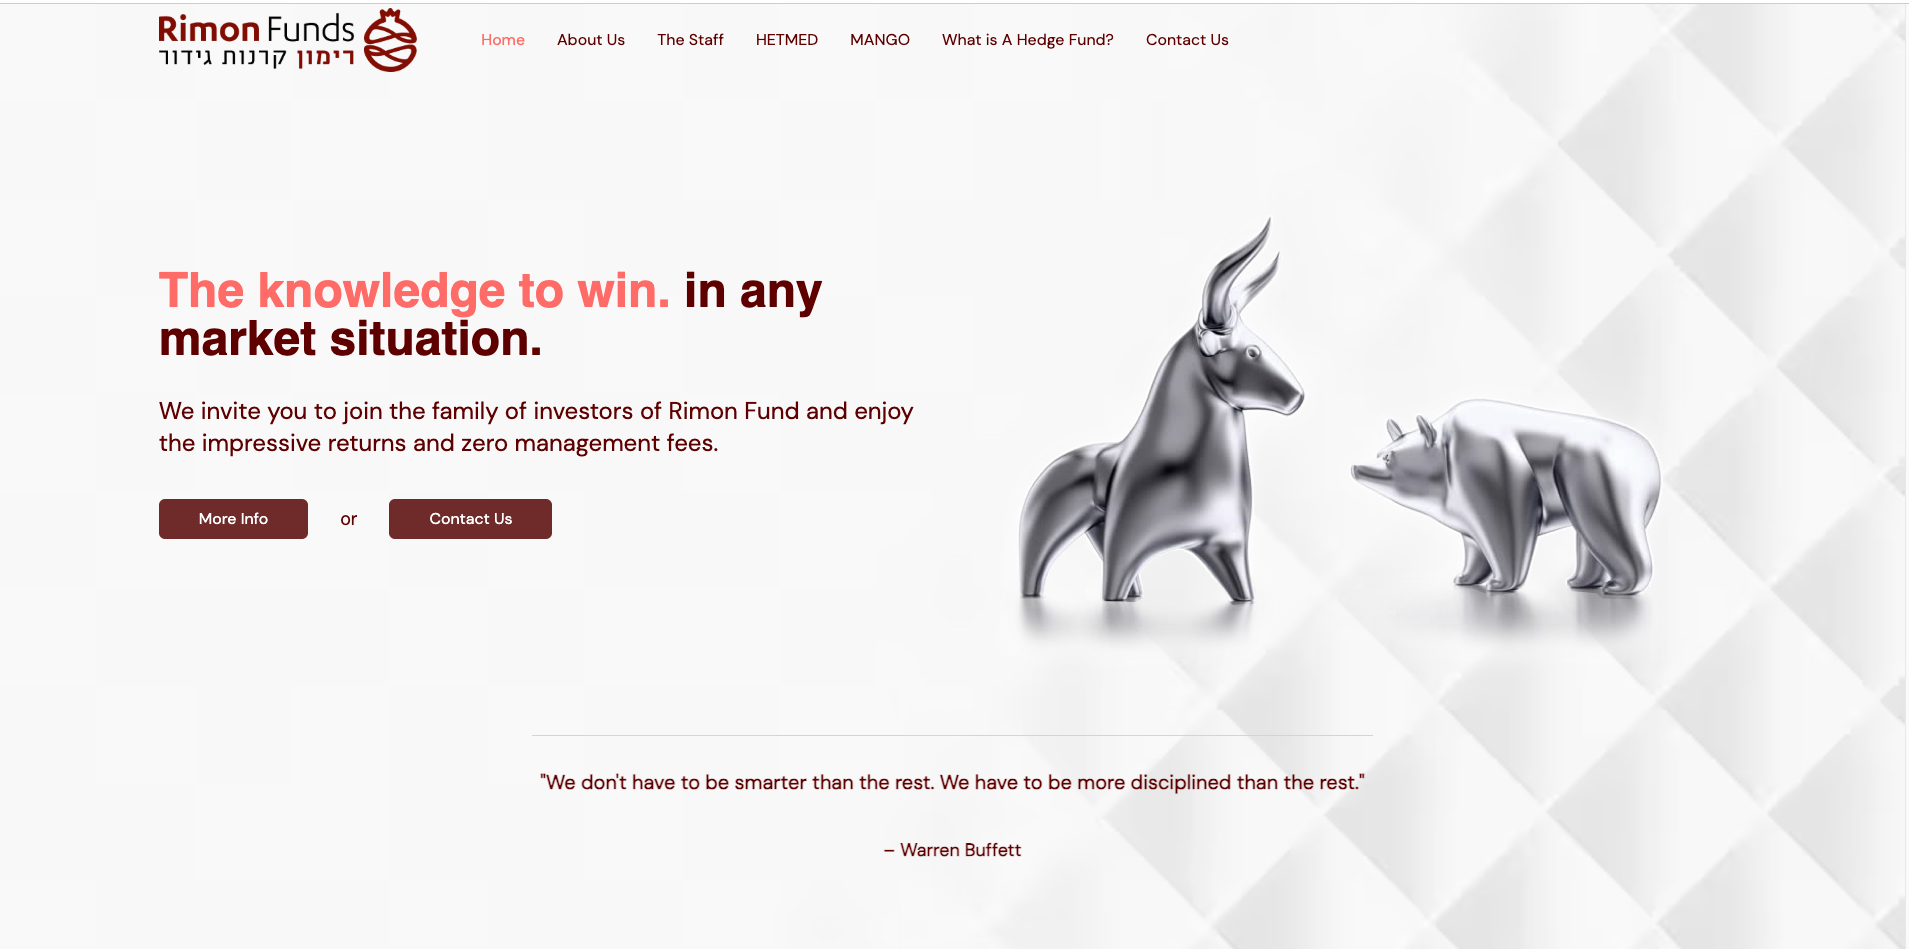 Rimon Funds
רימון קרנות גידור
Home
About Us
The Staff
HETMED
MANGO
What is A Hedge Fund?
Contact Us
The knowledge to win. in any
market situation.
We invite you to join the family of investors of Rimon Fund and enjoy
the impressive returns and zero management fees.
More Info
or
Contact Us
"We don't have to be smarter than the rest. We have to be more disciplined than the rest."
– Warren Buffett